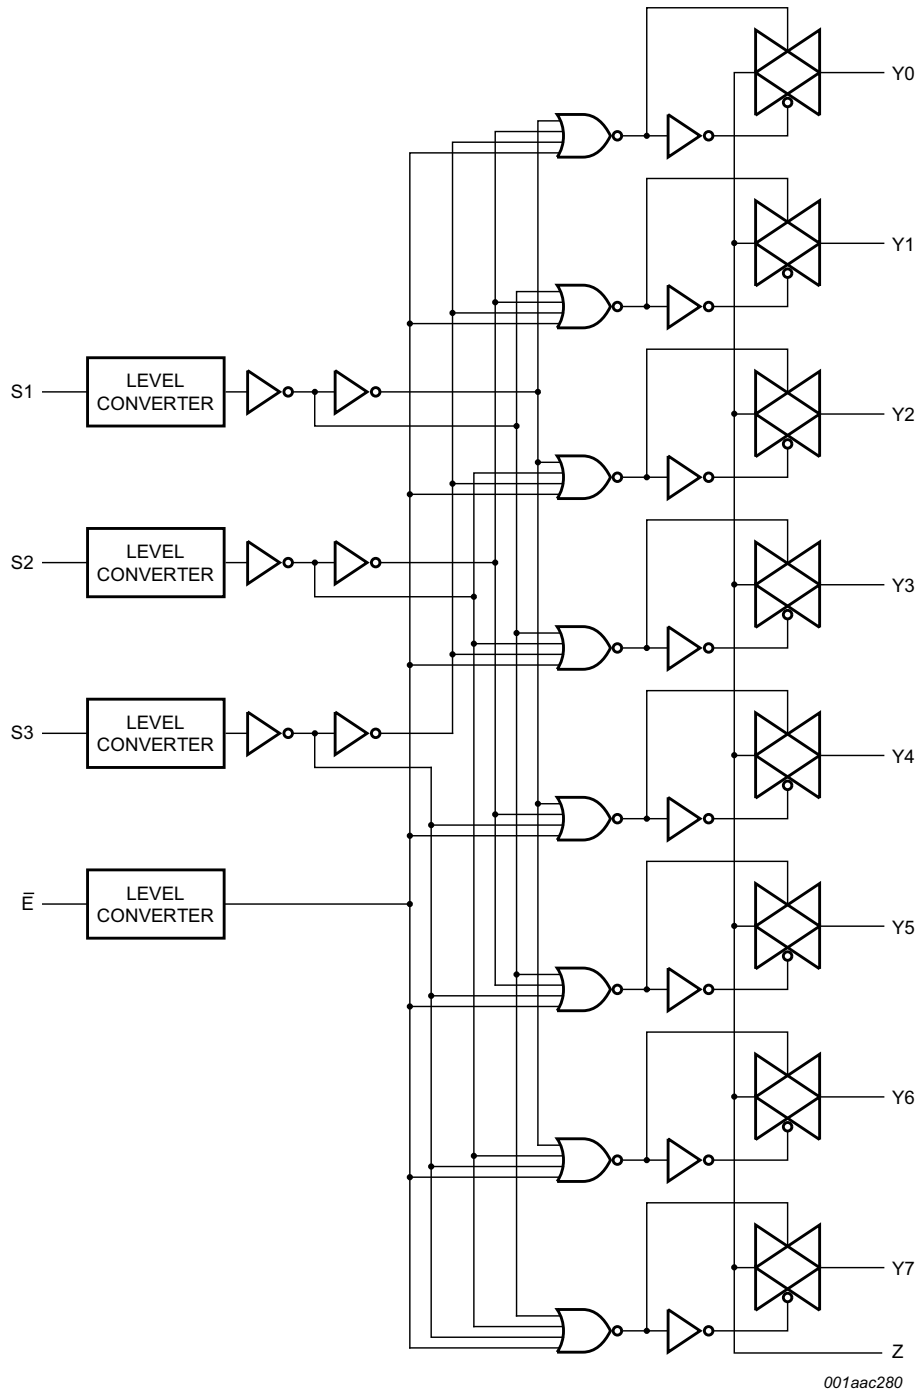 Y0
Y1
S1
LEVEL
CONVERTER
Y2
S2
LEVEL
CONVERTER
Y3
S3
LEVEL
CONVERTER
Y4
E̅
LEVEL
CONVERTER
Y5
Y6
Y7
Z
001aac280